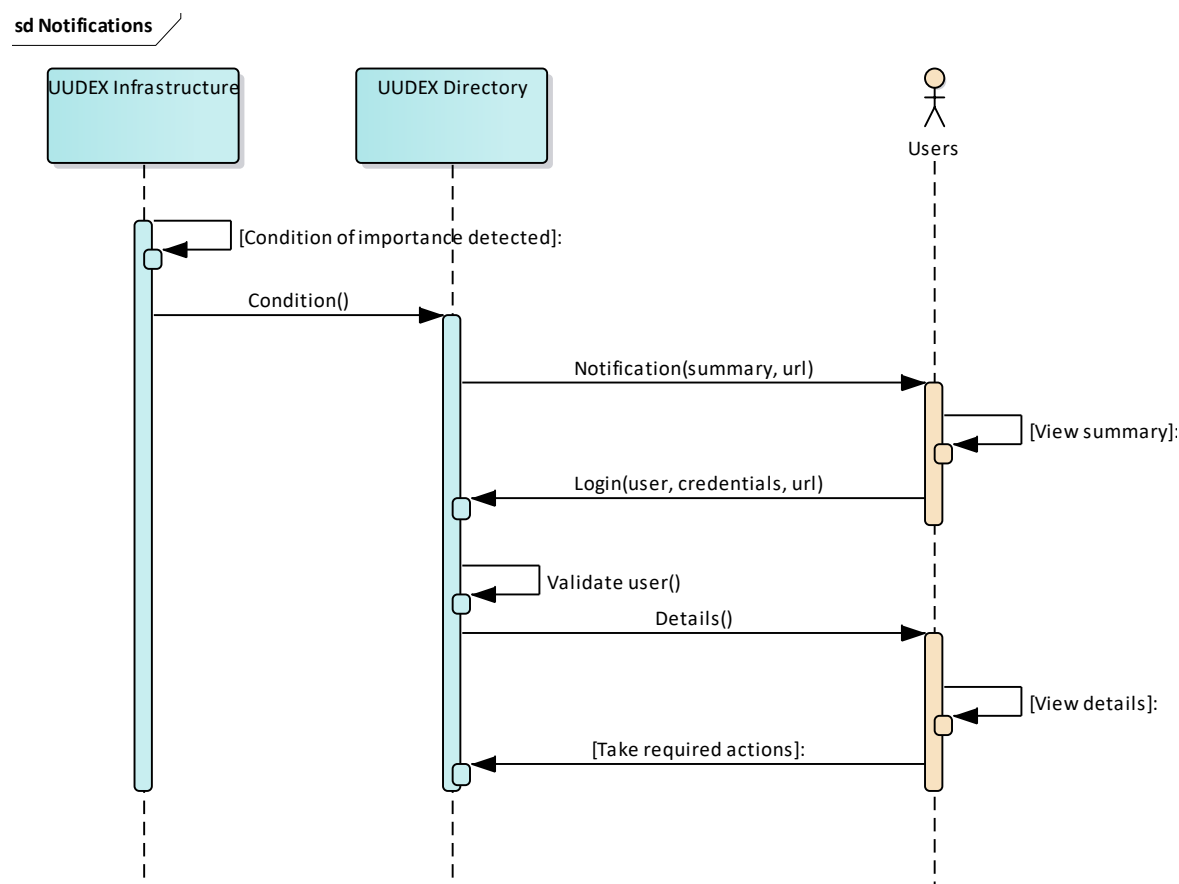 sd Notifications
UUDEX Infrastructure
UUDEX Directory
Users
[Condition of importance detected]:
Condition()
Notification(summary, url)
[View summary]:
Login(user, credentials, url)
Validate user()
Details()
[View details]:
[Take required actions]: